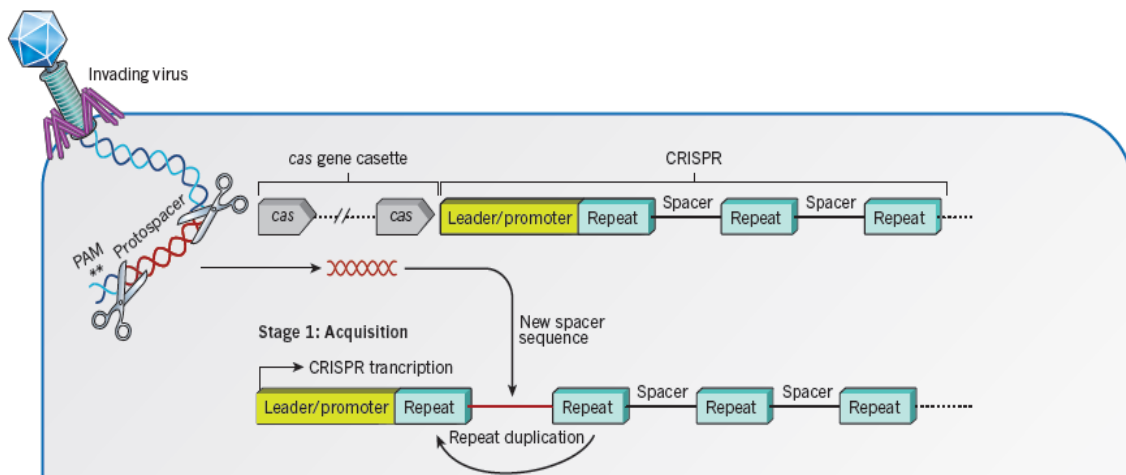 Invading virus
cas gene casette
CRISPR
cas
cas
Leader/promoter
Repeat
Spacer
Repeat
Spacer
Repeat
Protospacer
PAM
**
Stage 1: Acquisition
New spacer
sequence
CRISPR trancription
Leader/promoter
Repeat
Repeat
Spacer
Repeat
Spacer
Repeat
Repeat duplication